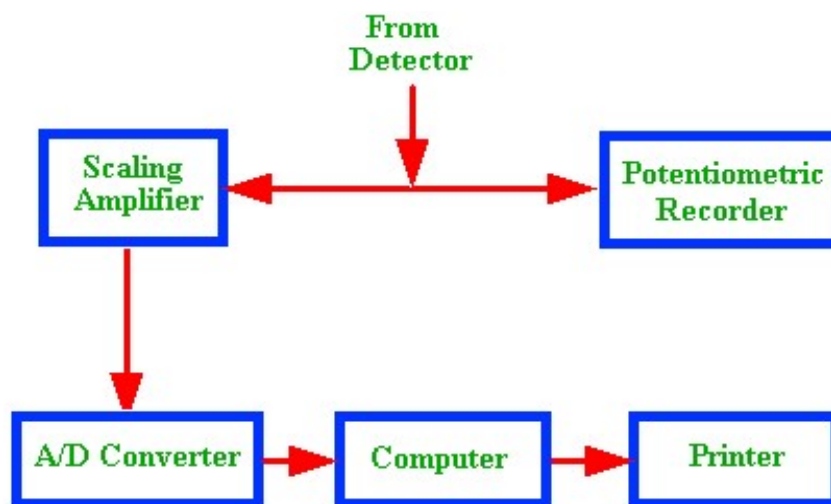 From
Detector
Scaling
Amplifier
Potentiometric
Recorder
A/D Converter
Computer
Printer